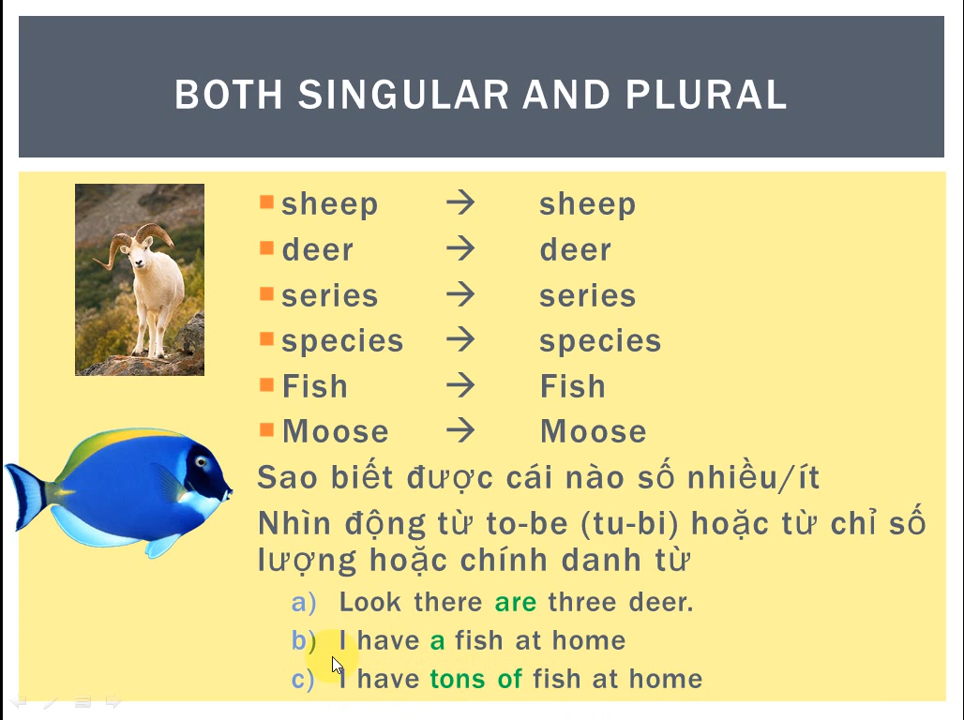 BOTH SINGULAR AND PLURAL
sheep → sheep
deer → deer
series → series
species → species
Fish → Fish
Moose → Moose
Sao biết được cái nào số nhiều/ít
Nhìn động từ to-be (tu-bi) hoặc từ chỉ số
lượng hoặc chính danh từ
a) Look there are three deer.
b) I have a fish at home
c) I have tons of fish at home